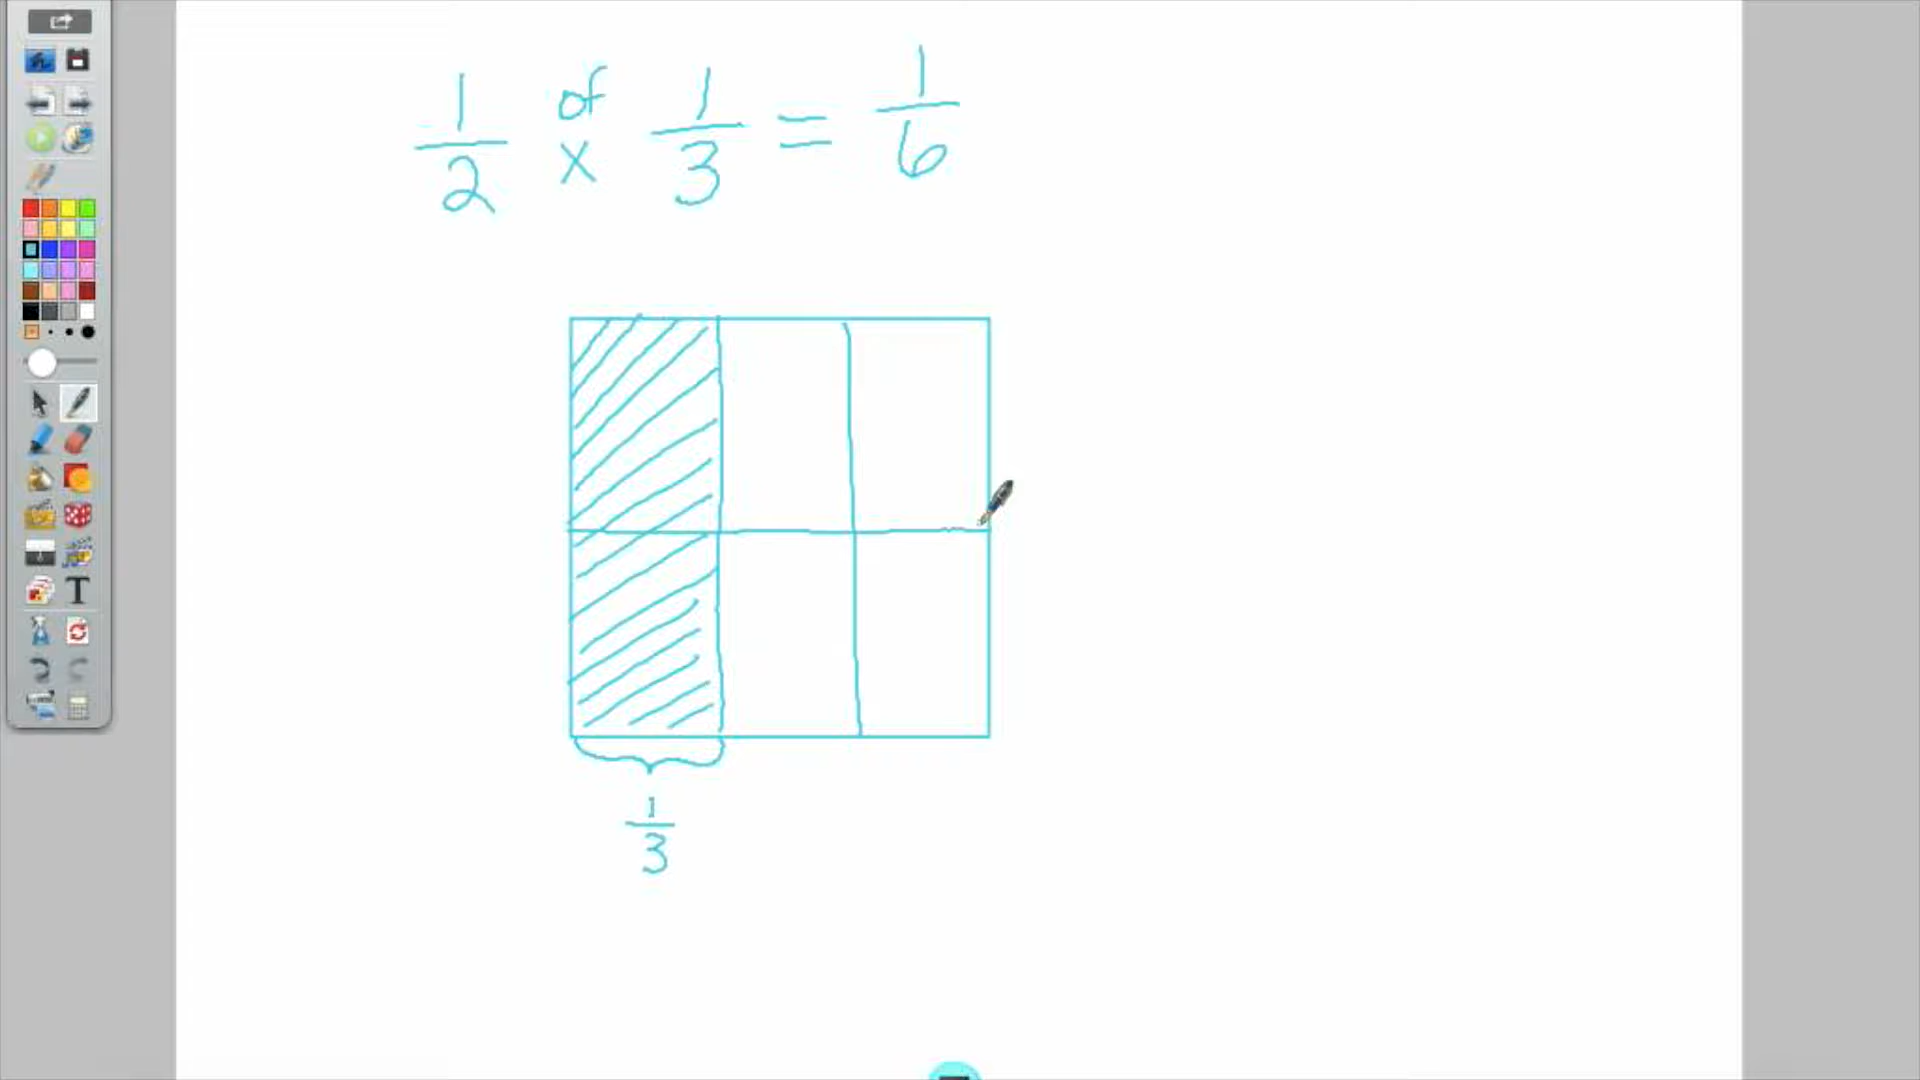 1/2 of x 1/3 = 1/6
1/3
T